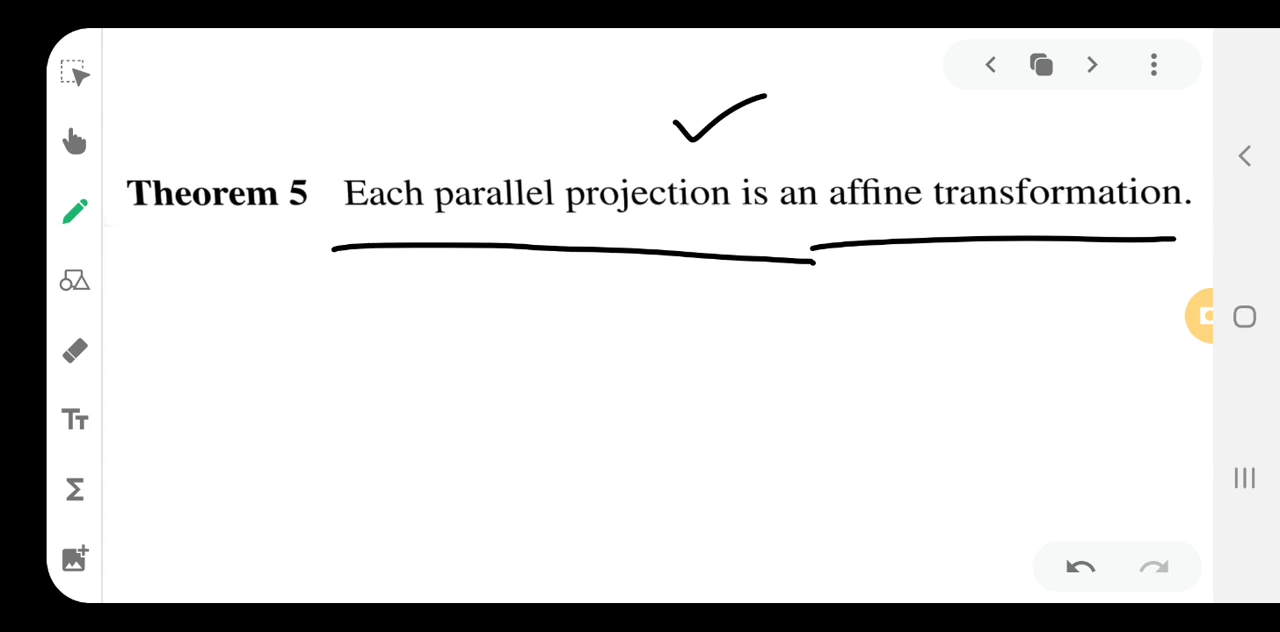 Theorem 5 Each parallel projection is an affine transformation.